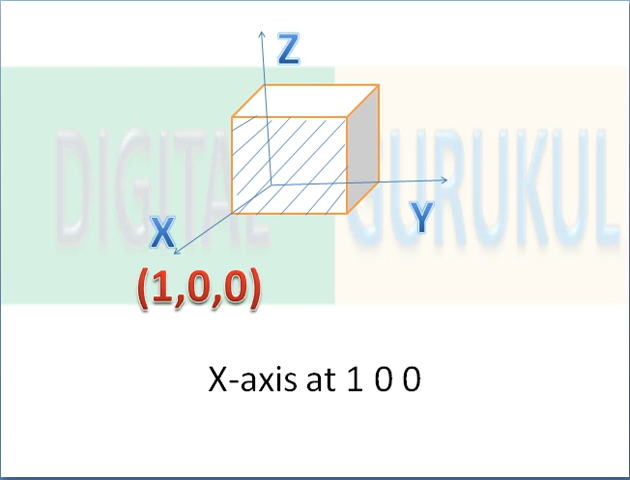 Z
DIGITAL GURUKUL
X
Y
(1,0,0)
X-axis at 1 0 0